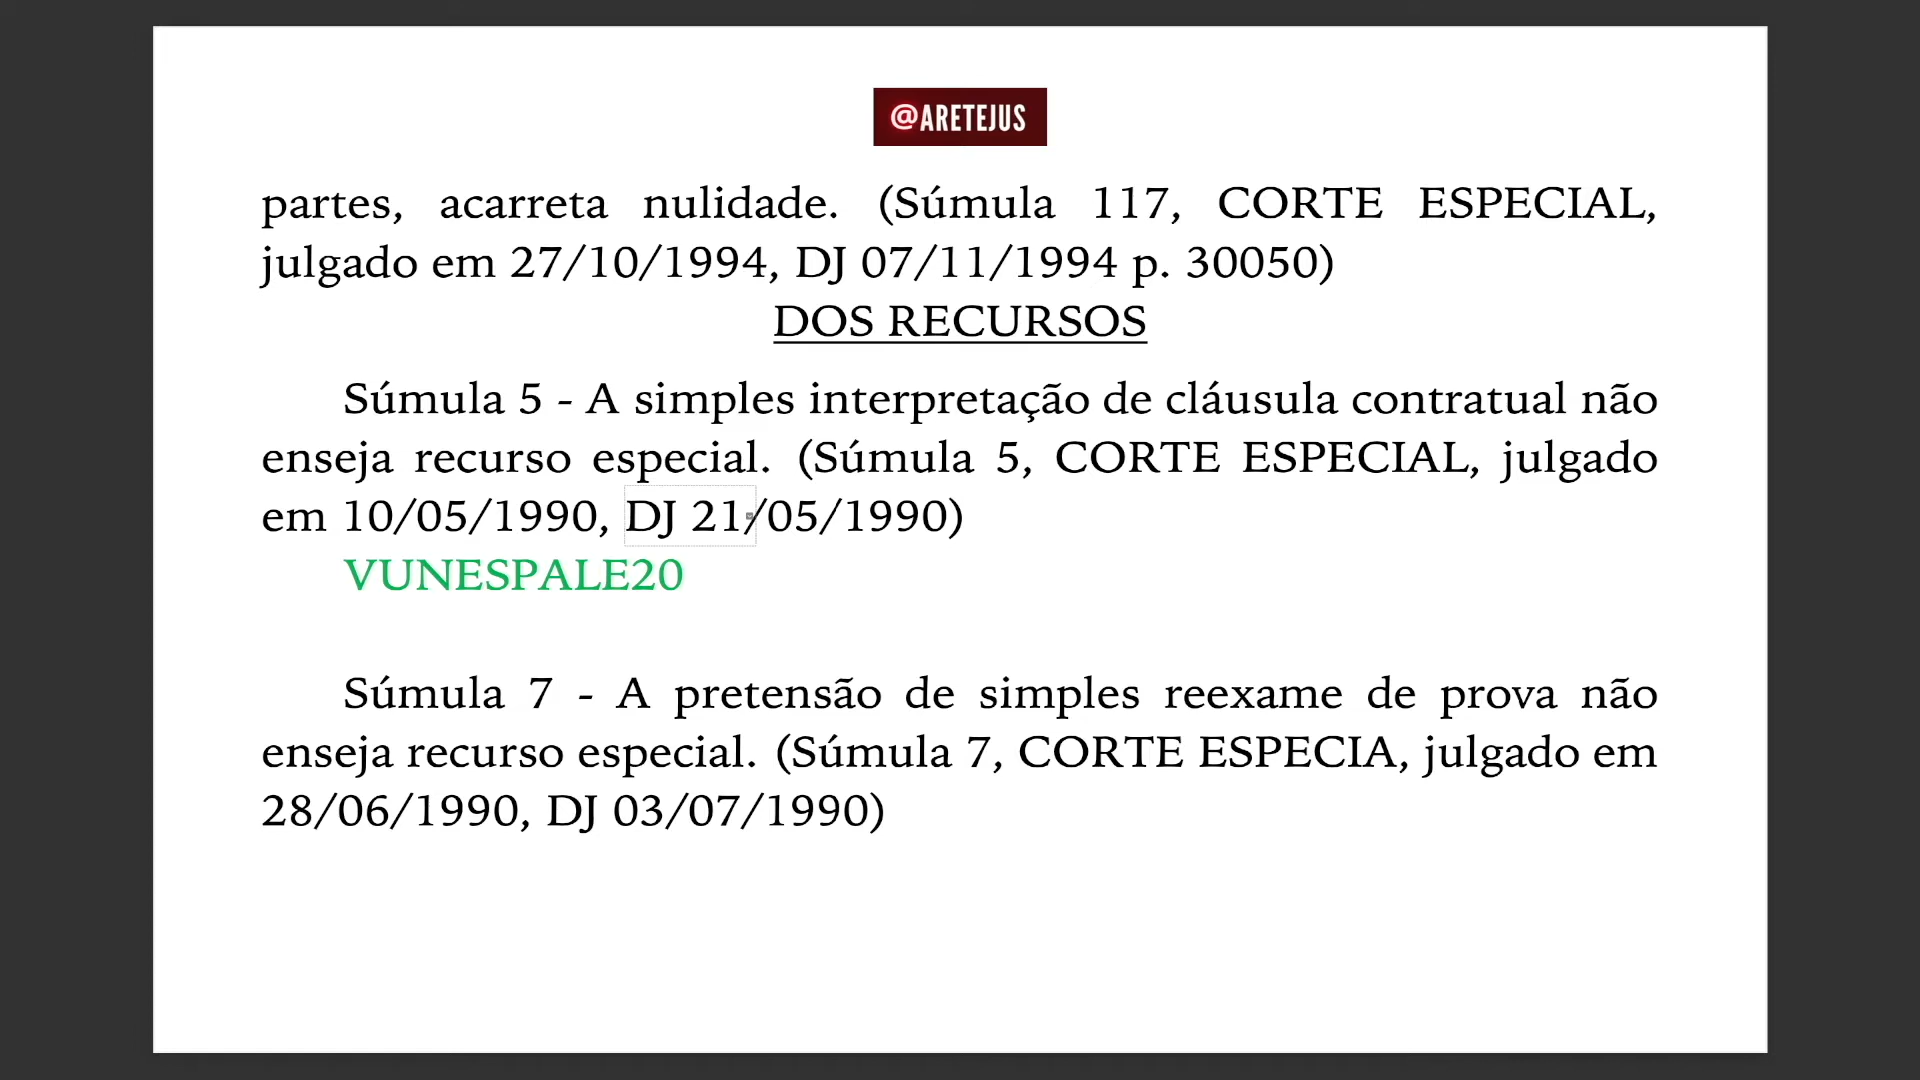 @ARETEJUS
partes, acarreta nulidade. (Súmula 117, CORTE ESPECIAL,
julgado em 27/10/1994, DJ 07/11/1994 p. 30050)
DOS RECURSOS
Súmula 5 - A simples interpretação de cláusula contratual não
enseja recurso especial. (Súmula 5, CORTE ESPECIAL, julgado
em 10/05/1990, DJ 21/05/1990)
VUNESPALE20
Súmula 7 - A pretensão de simples reexame de prova não
enseja recurso especial. (Súmula 7, CORTE ESPECIA, julgado em
28/06/1990, DJ 03/07/1990)